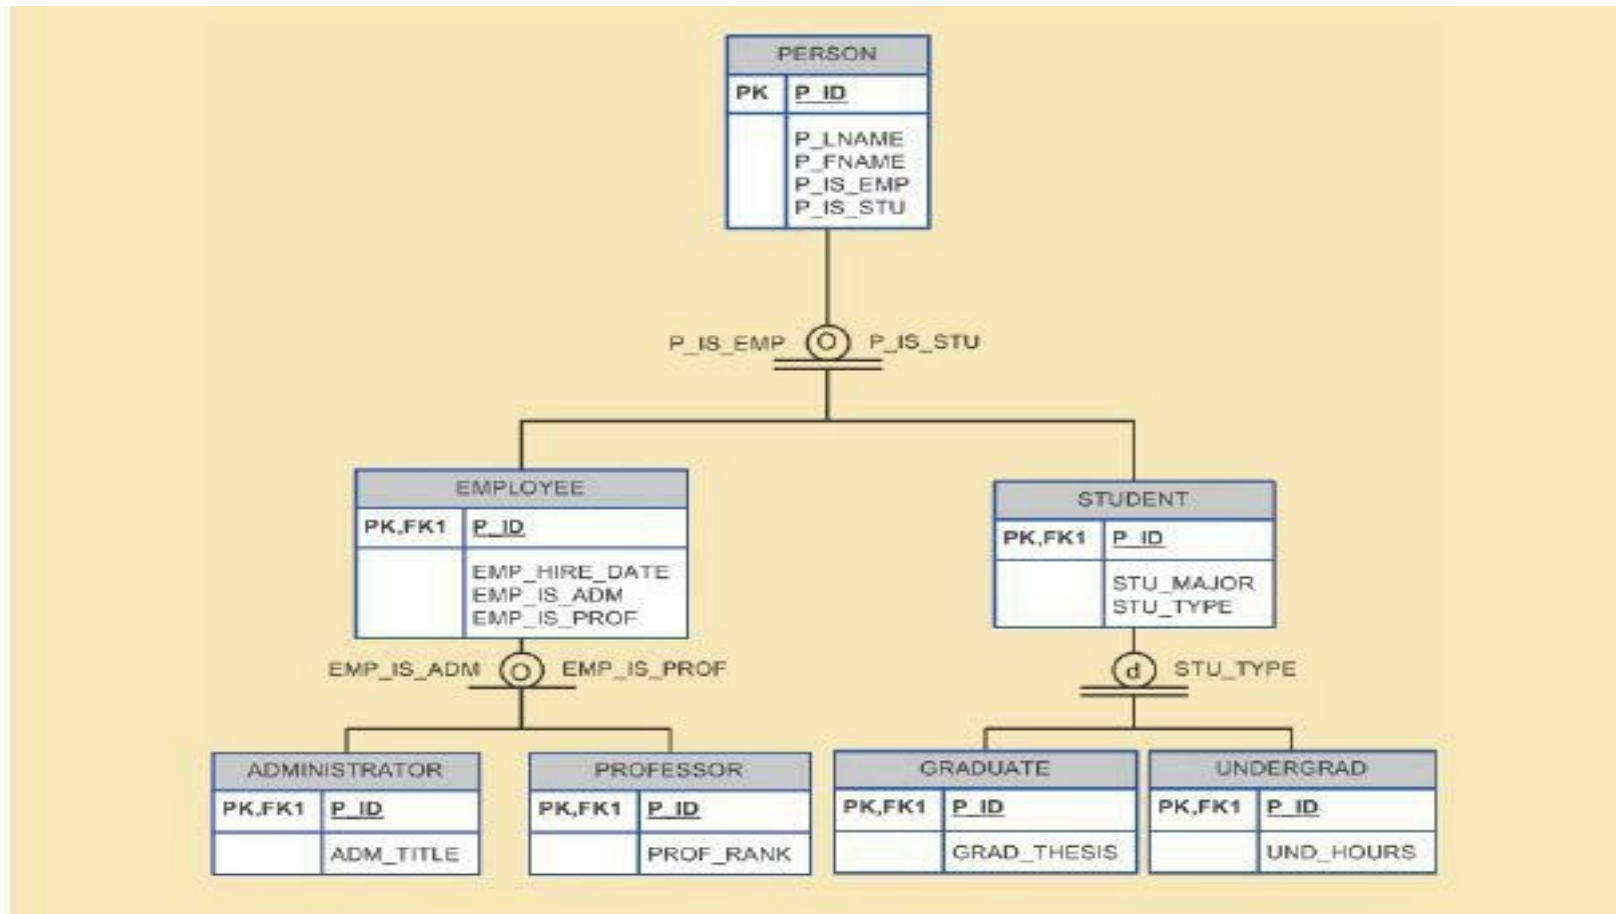 PERSON
PK P_ID
P_LNAME
P_FNAME
P_IS_EMP
P_IS_STU
P_IS_EMP O P_IS_STU
EMPLOYEE
PK,FK1 P_ID
EMP_HIRE_DATE
EMP_IS_ADM
EMP_IS_PROF
STUDENT
PK,FK1 P_ID
STU_MAJOR
STU_TYPE
EMP_IS_ADM O EMP_IS_PROF
d STU_TYPE
ADMINISTRATOR
PK,FK1 P_ID
ADM_TITLE
PROFESSOR
PK,FK1 P_ID
PROF_RANK
GRADUATE
PK,FK1 P_ID
GRAD_THESIS
UNDERGRAD
PK,FK1 P_ID
UND_HOURS